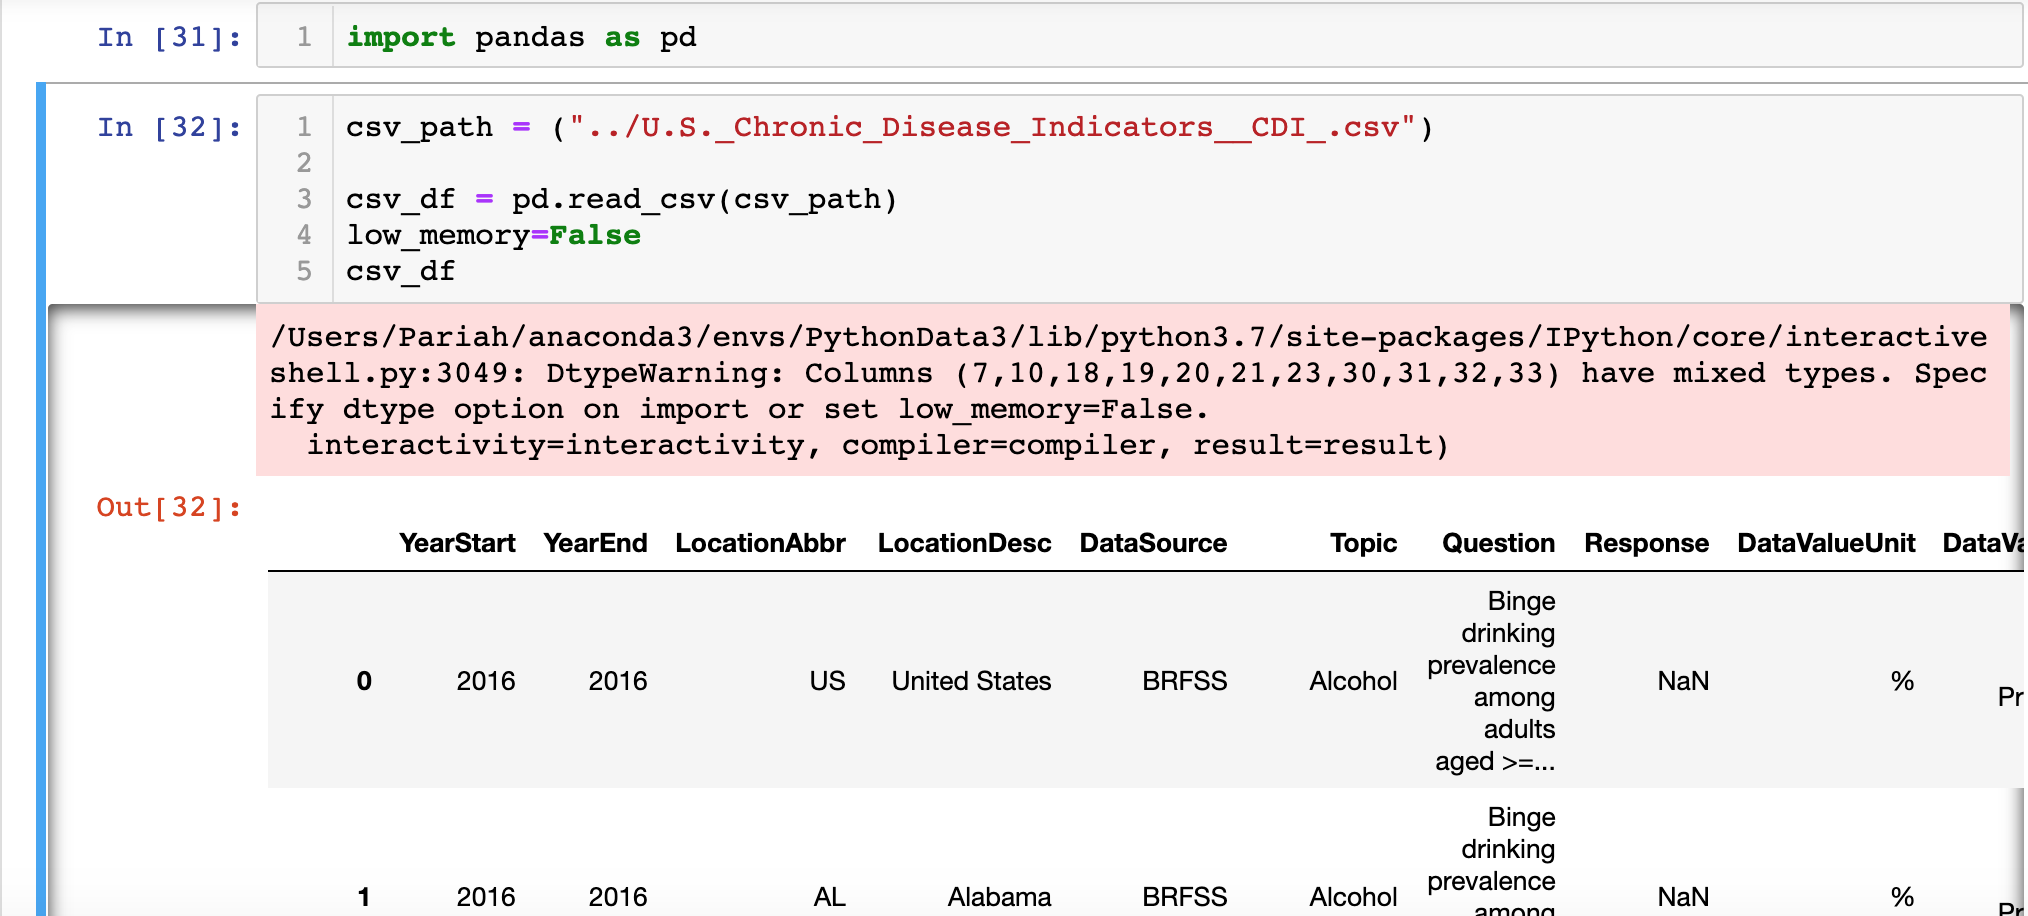 In [31]: 1 import pandas as pd
In [32]: 1 csv_path = ("../U.S._Chronic_Disease_Indicators__CDI_.csv")
2
3 csv_df = pd.read_csv(csv_path)
4 low_memory=False
5 csv_df
/Users/Pariah/anaconda3/envs/PythonData3/lib/python3.7/site-packages/IPython/core/interactive
shell.py:3049: DtypeWarning: Columns (7,10,18,19,20,21,23,30,31,32,33) have mixed types. Spec
ify dtype option on import or set low_memory=False.
  interactivity=interactivity, compiler=compiler, result=result)
Out[32]:
YearStart YearEnd LocationAbbr LocationDesc DataSource Topic Question Response DataValueUnit DataVa
Binge
drinking
prevalence
0 2016 2016 US United States BRFSS Alcohol NaN %
among Pr
adults
aged >=...
Binge
drinking
prevalence
1 2016 2016 AL Alabama BRFSS Alcohol NaN %
among Pr